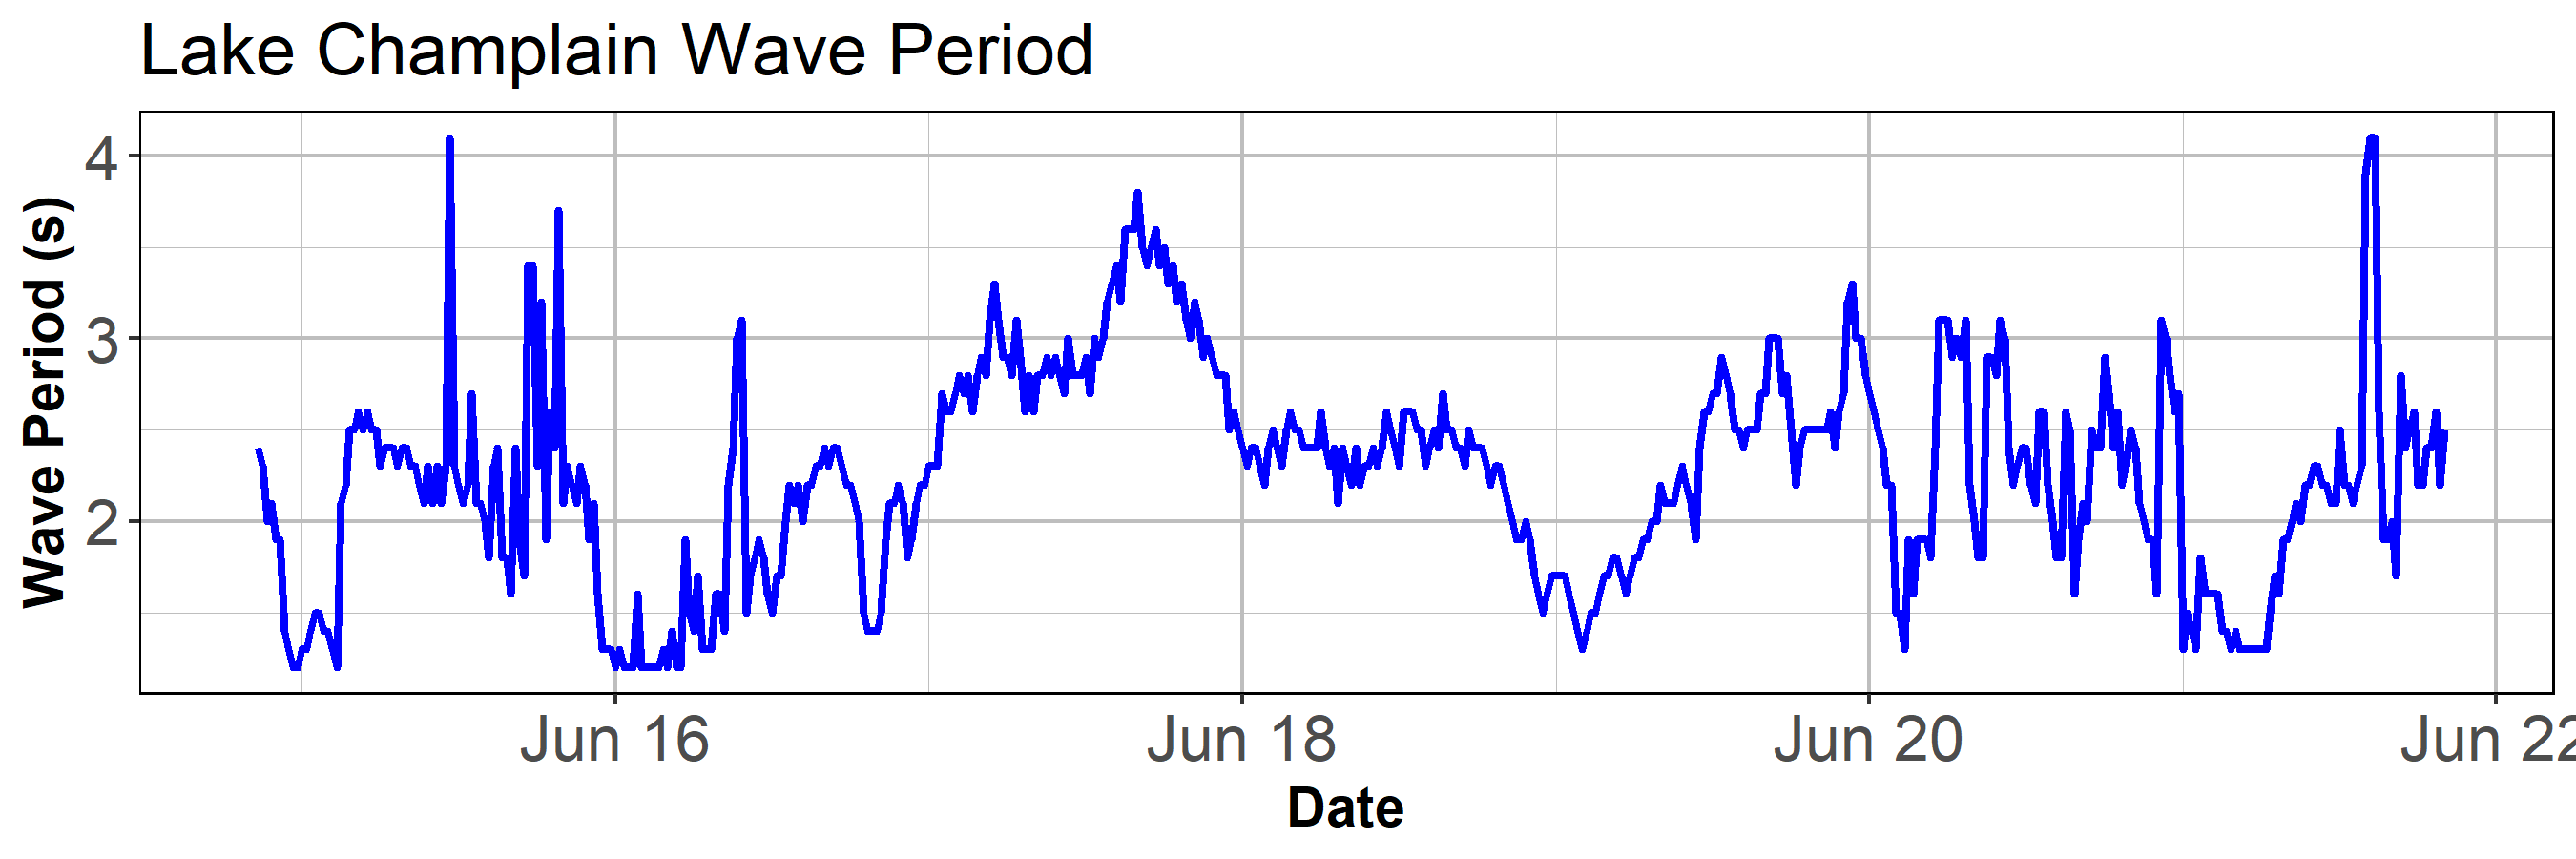 Lake Champlain Wave Period
Wave Period (s)
4
3
2
Jun 16 Jun 18 Jun 20 Jun 22
Date